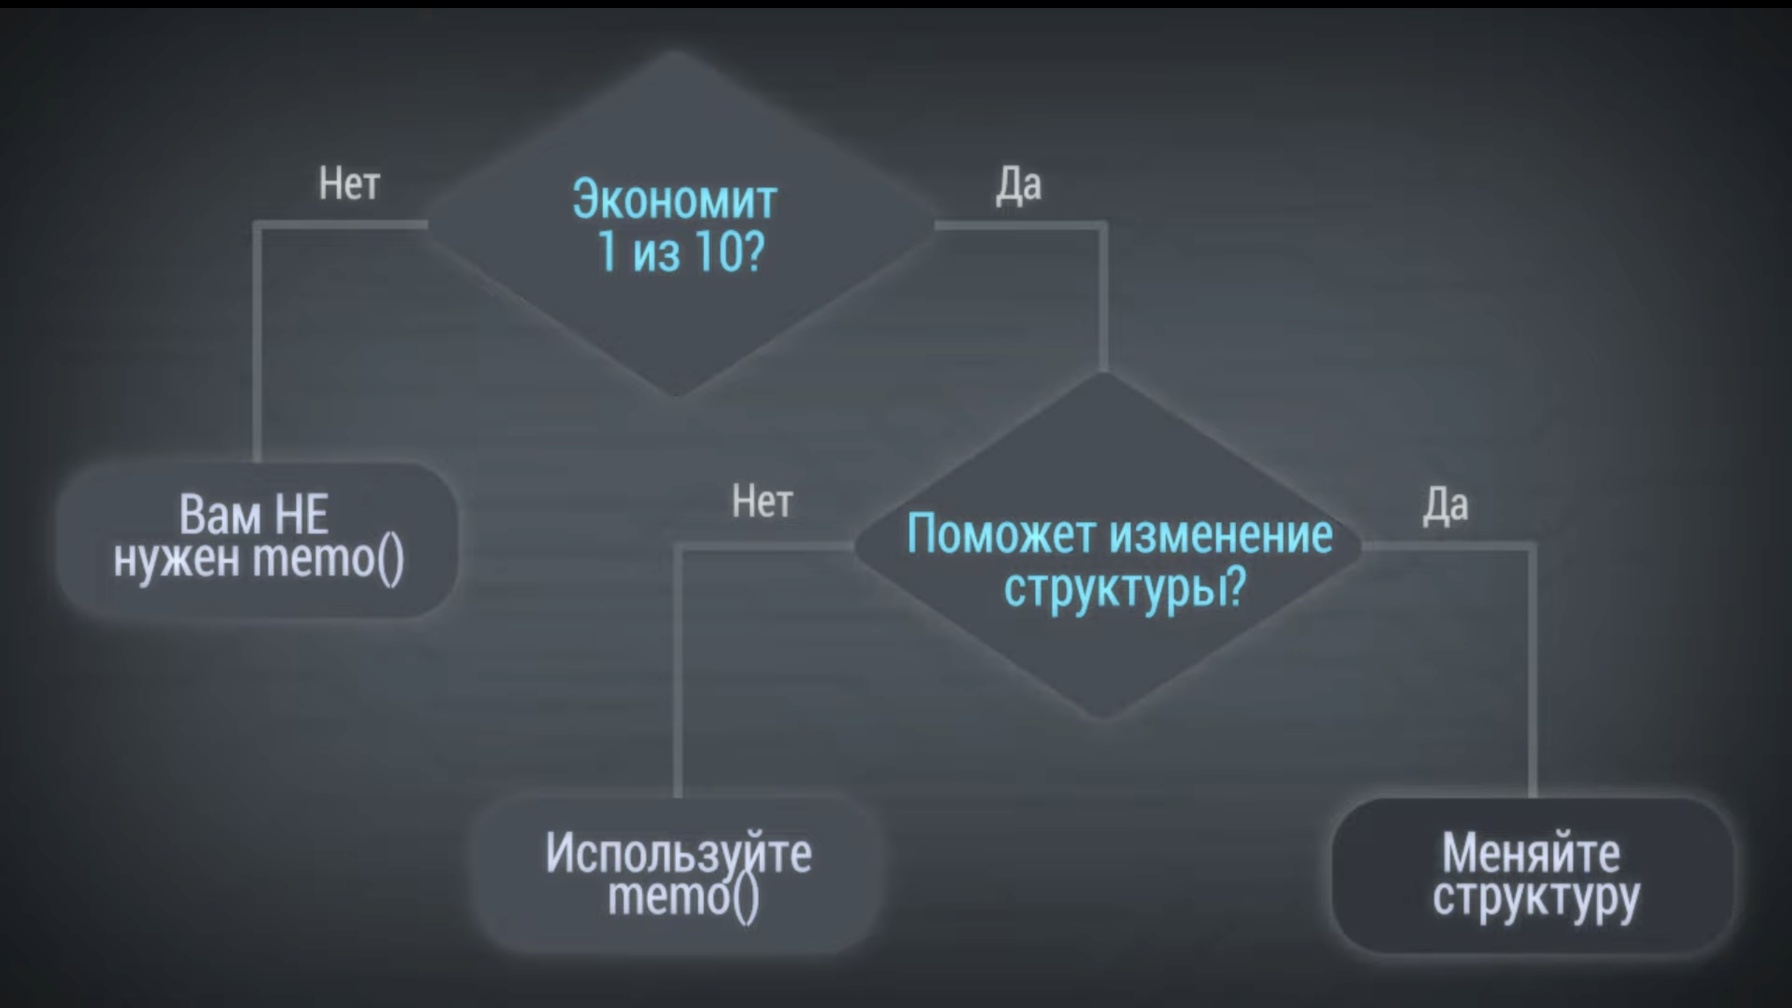 Нет
Экономит
1 из 10?
Да
Вам НЕ
нужен memo()
Нет
Поможет изменение
структуры?
Да
Используйте
memo()
Меняйте
структуру